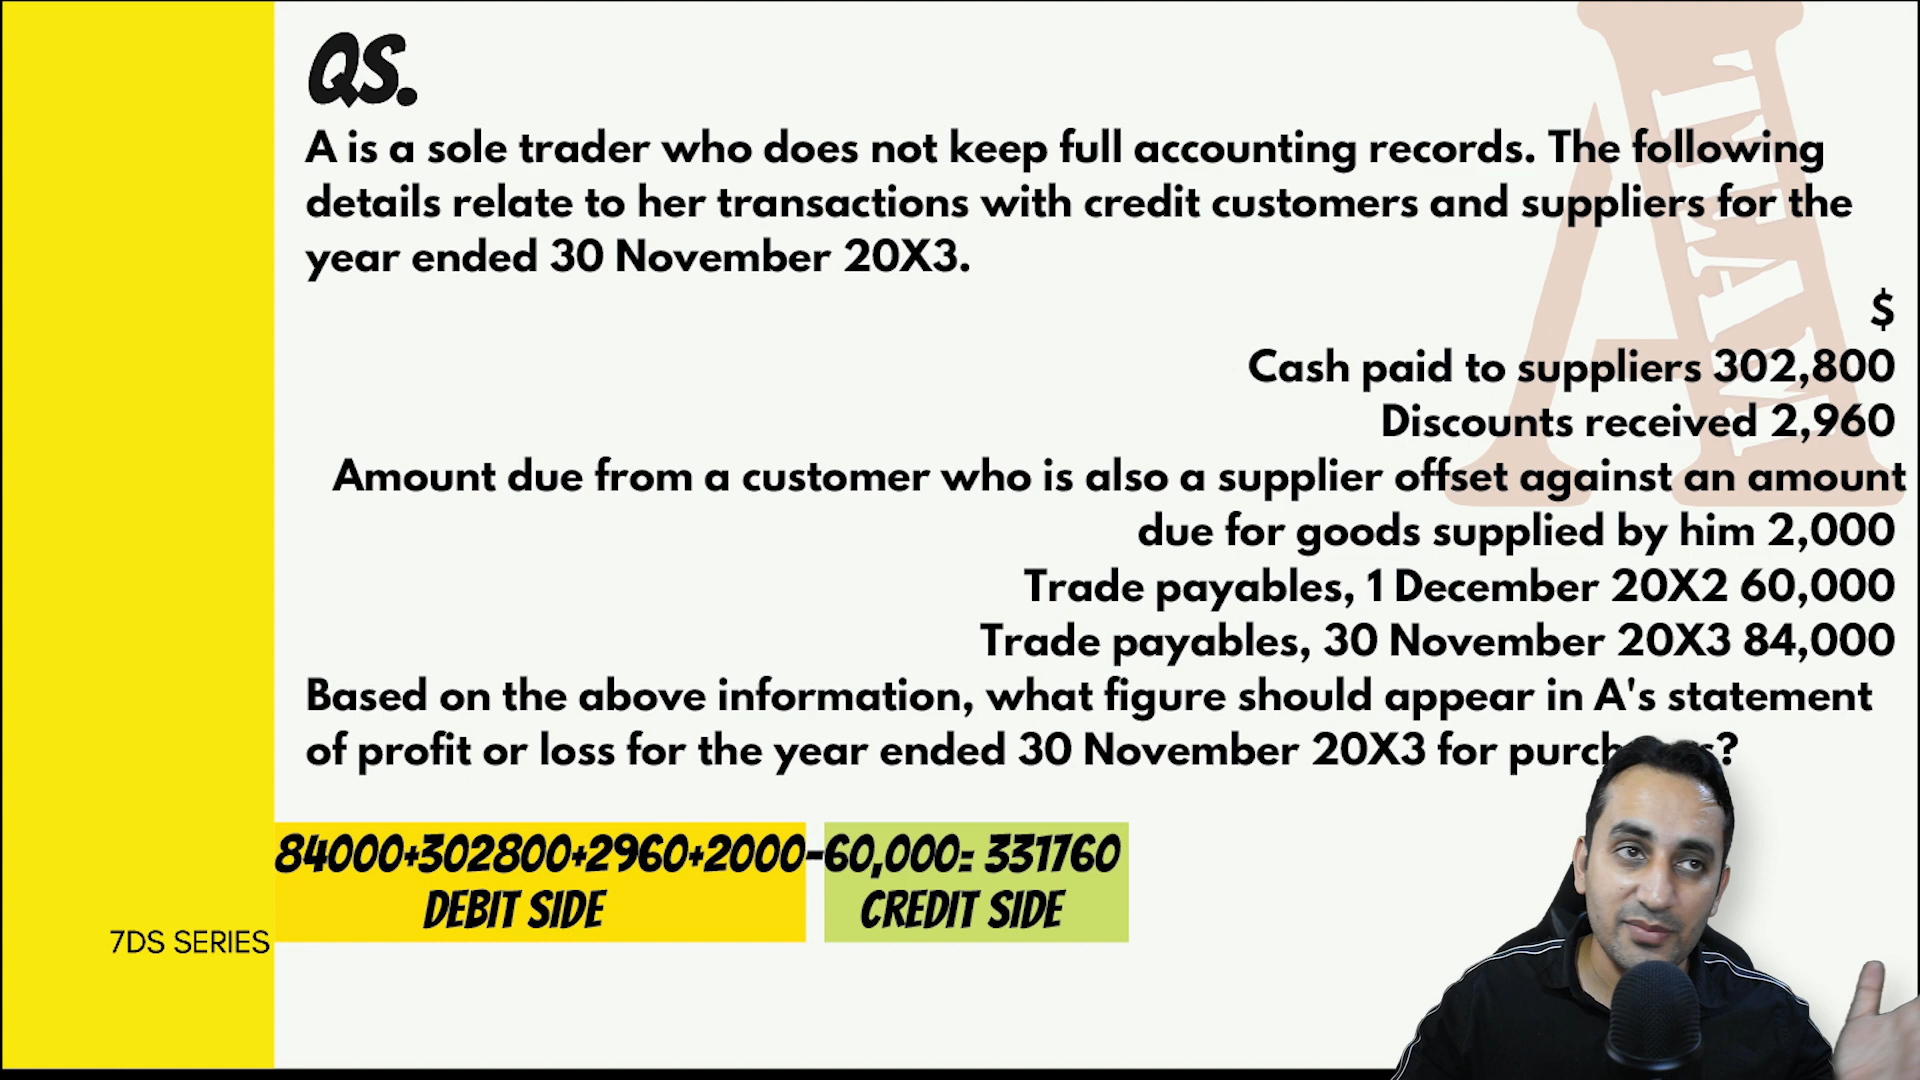 QS.
A is a sole trader who does not keep full accounting records. The following
details relate to her transactions with credit customers and suppliers for the
year ended 30 November 20X3.
$
Cash paid to suppliers 302,800
Discounts received 2,960
Amount due from a customer who is also a supplier offset against an amount
due for goods supplied by him 2,000
Trade payables, 1 December 20X2 60,000
Trade payables, 30 November 20X3 84,000
Based on the above information, what figure should appear in A's statement
of profit or loss for the year ended 30 November 20X3 for ?
84000+302800+2960+2000-60,000= 331760
DEBIT SIDE CREDIT SIDE
7DS SERIES